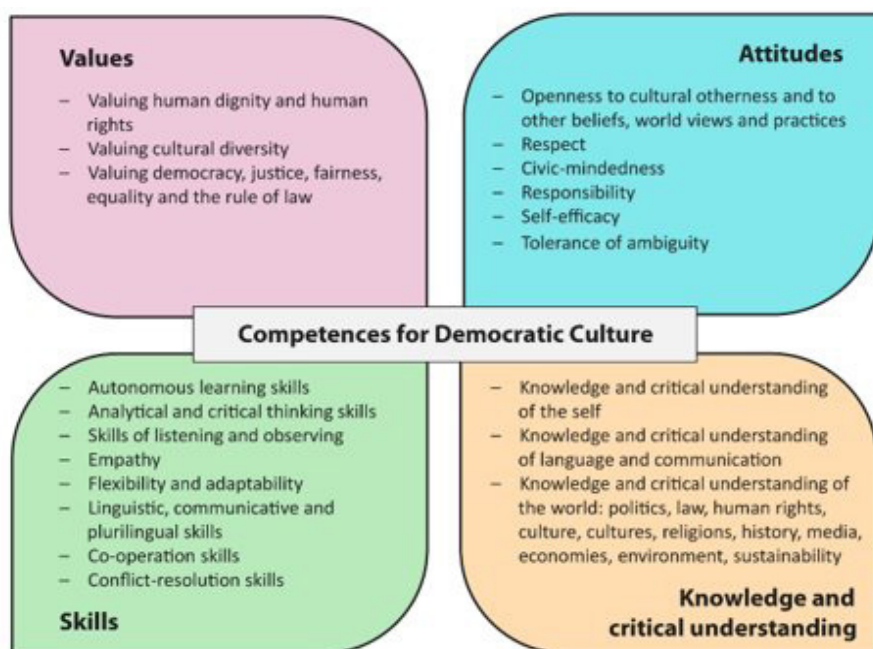 Values
– Valuing human dignity and human
rights
– Valuing cultural diversity
– Valuing democracy, justice, fairness,
equality and the rule of law
Attitudes
– Openness to cultural otherness and to
other beliefs, world views and practices
– Respect
– Civic-mindedness
– Responsibility
– Self-efficacy
– Tolerance of ambiguity
Competences for Democratic Culture
– Autonomous learning skills
– Analytical and critical thinking skills
– Skills of listening and observing
– Empathy
– Flexibility and adaptability
– Linguistic, communicative and
plurilingual skills
– Co-operation skills
– Conflict-resolution skills
Skills
– Knowledge and critical understanding
of the self
– Knowledge and critical understanding
of language and communication
– Knowledge and critical understanding of
the world: politics, law, human rights,
culture, cultures, religions, history, media,
economies, environment, sustainability
Knowledge and
critical understanding